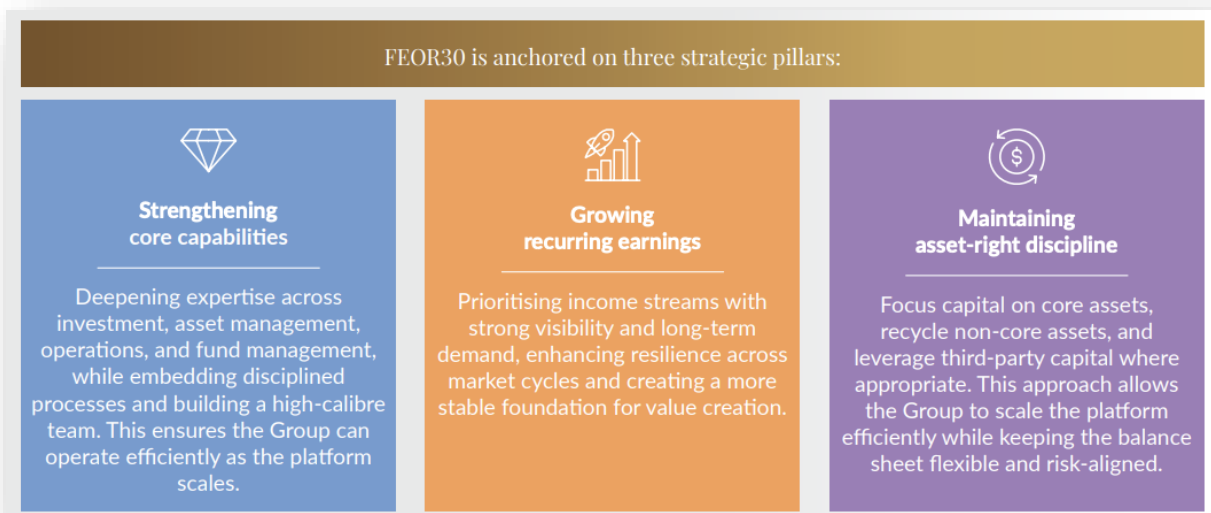 FEOR30 is anchored on three strategic pillars:
Strengthening
core capabilities
Deepening expertise across
investment, asset management,
operations, and fund management,
while embedding disciplined
processes and building a high-calibre
team. This ensures the Group can
operate efficiently as the platform
scales.
Growing
recurring earnings
Prioritising income streams with
strong visibility and long-term
demand, enhancing resilience across
market cycles and creating a more
stable foundation for value creation.
$
Maintaining
asset-right discipline
Focus capital on core assets,
recycle non-core assets, and
leverage third-party capital where
appropriate. This approach allows
the Group to scale the platform
efficiently while keeping the balance
sheet flexible and risk-aligned.